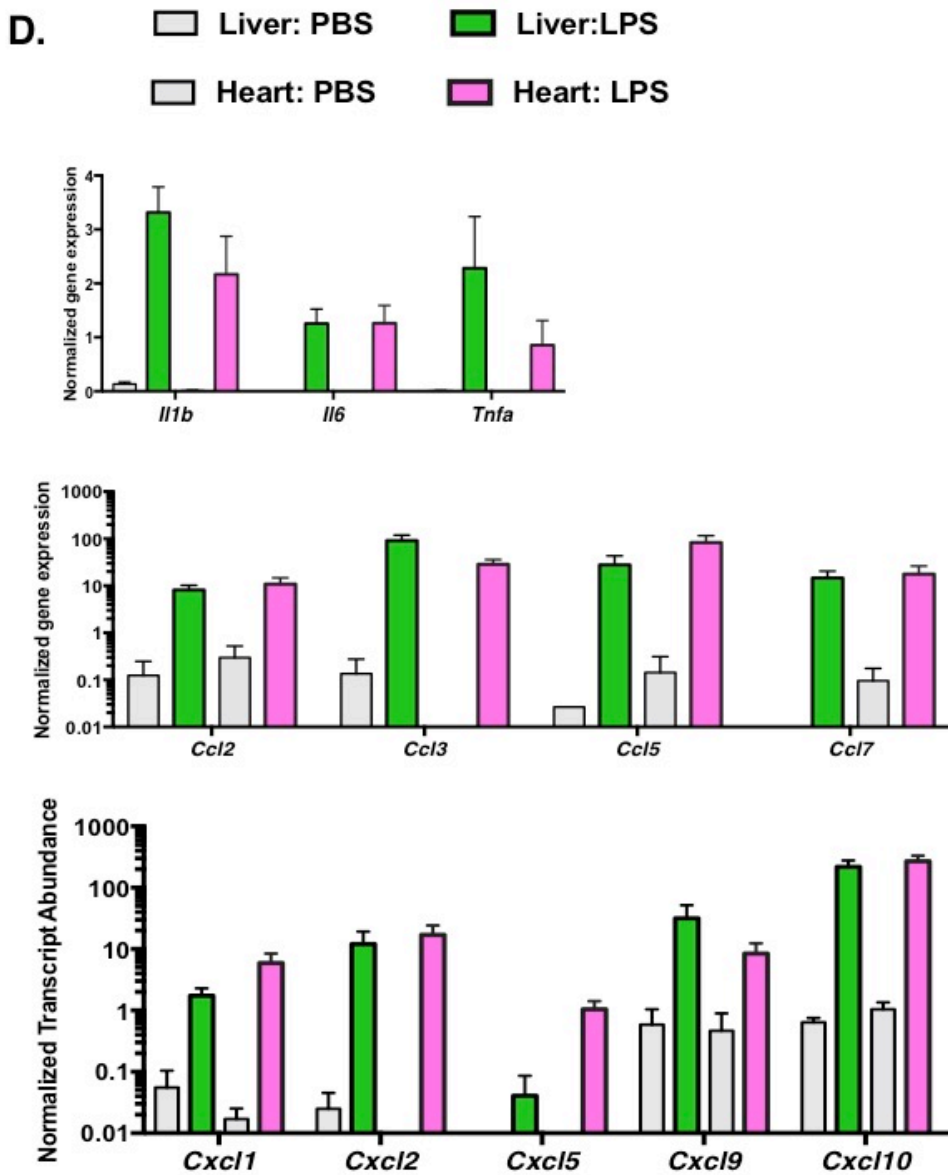 D.
Liver: PBS Liver:LPS
Heart: PBS Heart: LPS
Normalized gene expression
4
3
2
1
0
Il1b Il6 Tnfa
Normalized gene expression
1000
100
10
1
0.1
0.01
Ccl2 Ccl3 Ccl5 Ccl7
Normalized Transcript Abundance
1000
100
10
1
0.1
0.01
Cxcl1 Cxcl2 Cxcl5 Cxcl9 Cxcl10